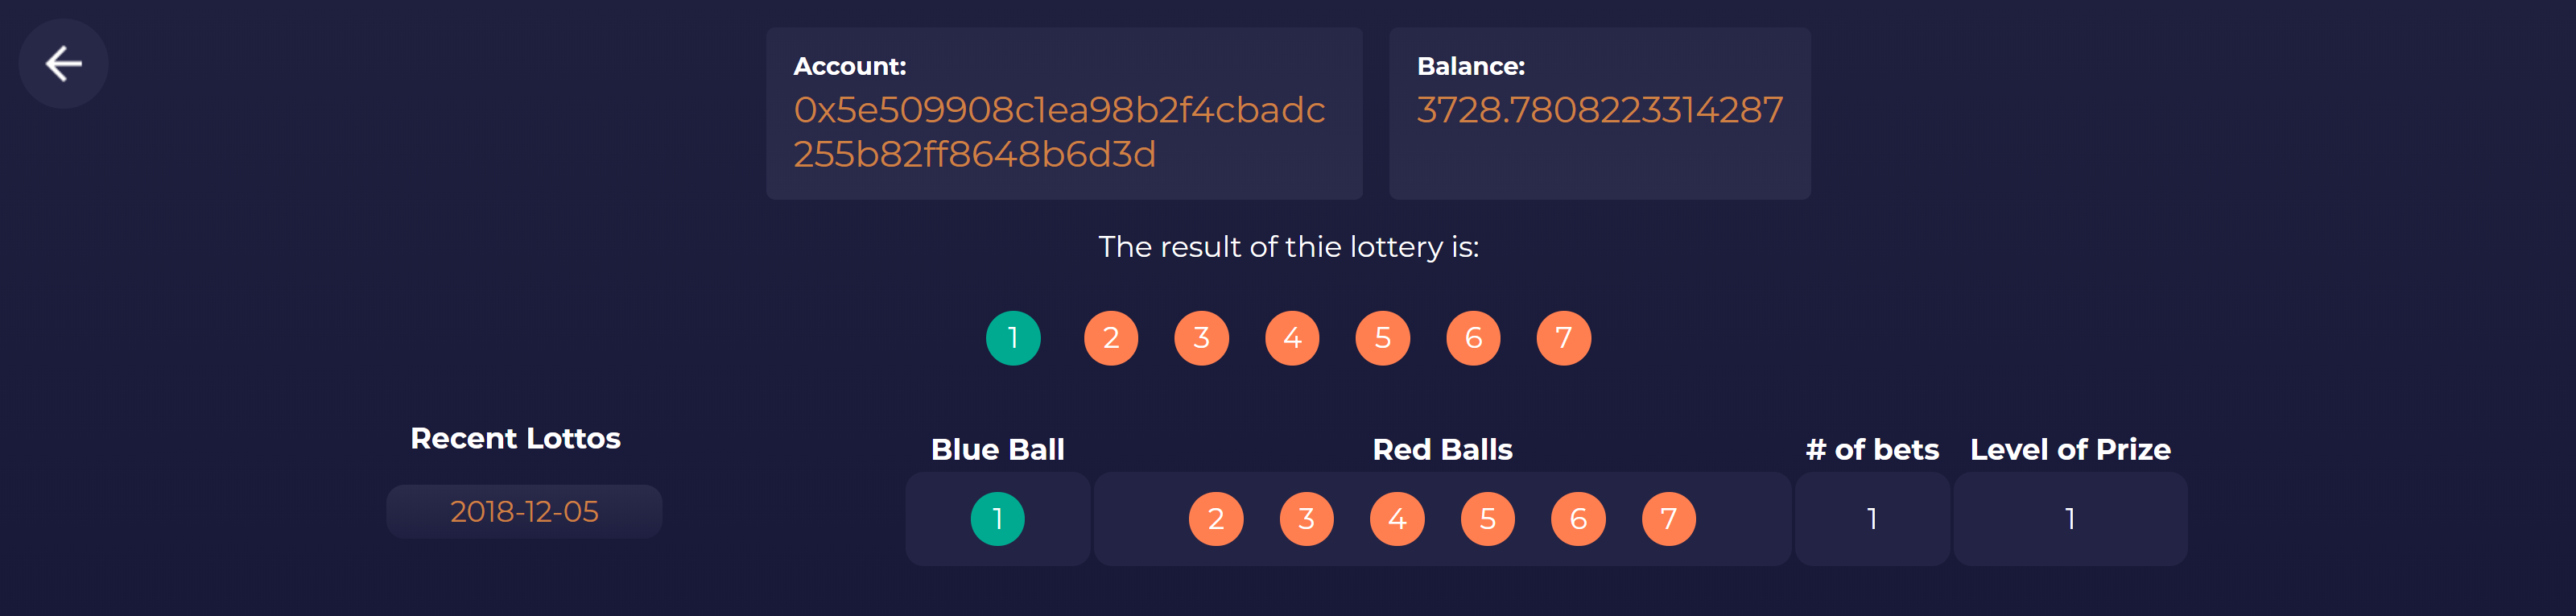 Account:
0x5e509908c1ea98b2f4cbadc
255b82ff8648b6d3d
Balance:
3728.7808223314287
The result of thie lottery is:
1 2 3 4 5 6 7
Recent Lottos
2018-12-05
Blue Ball Red Balls # of bets Level of Prize
1 2 3 4 5 6 7 1 1